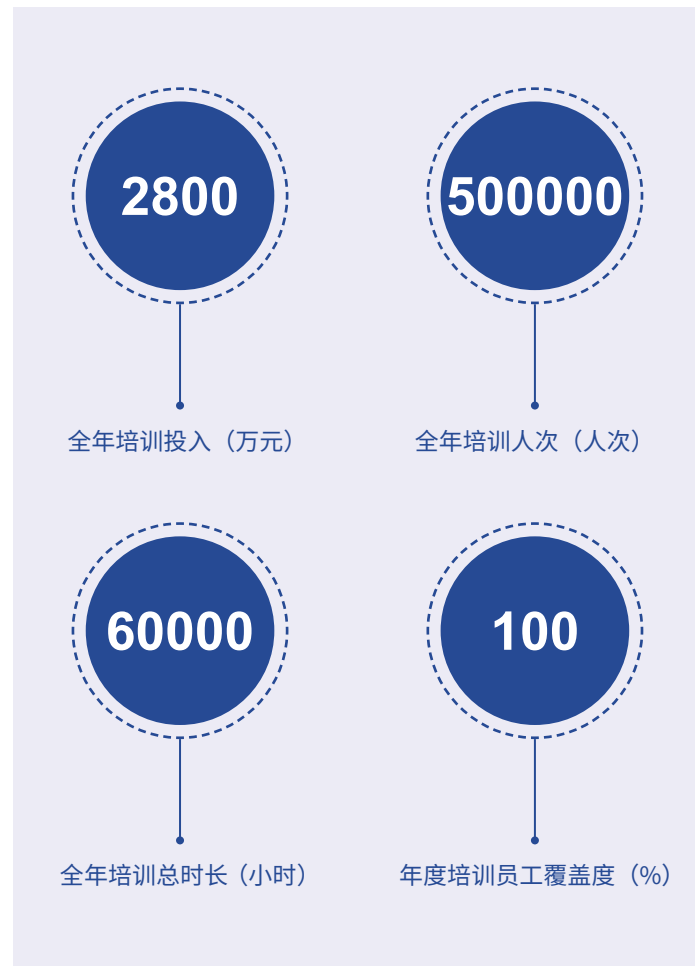 2800
500000
全年培训投入（万元）
全年培训人次（人次）
60000
100
全年培训总时长（小时）
年度培训员工覆盖度（%）